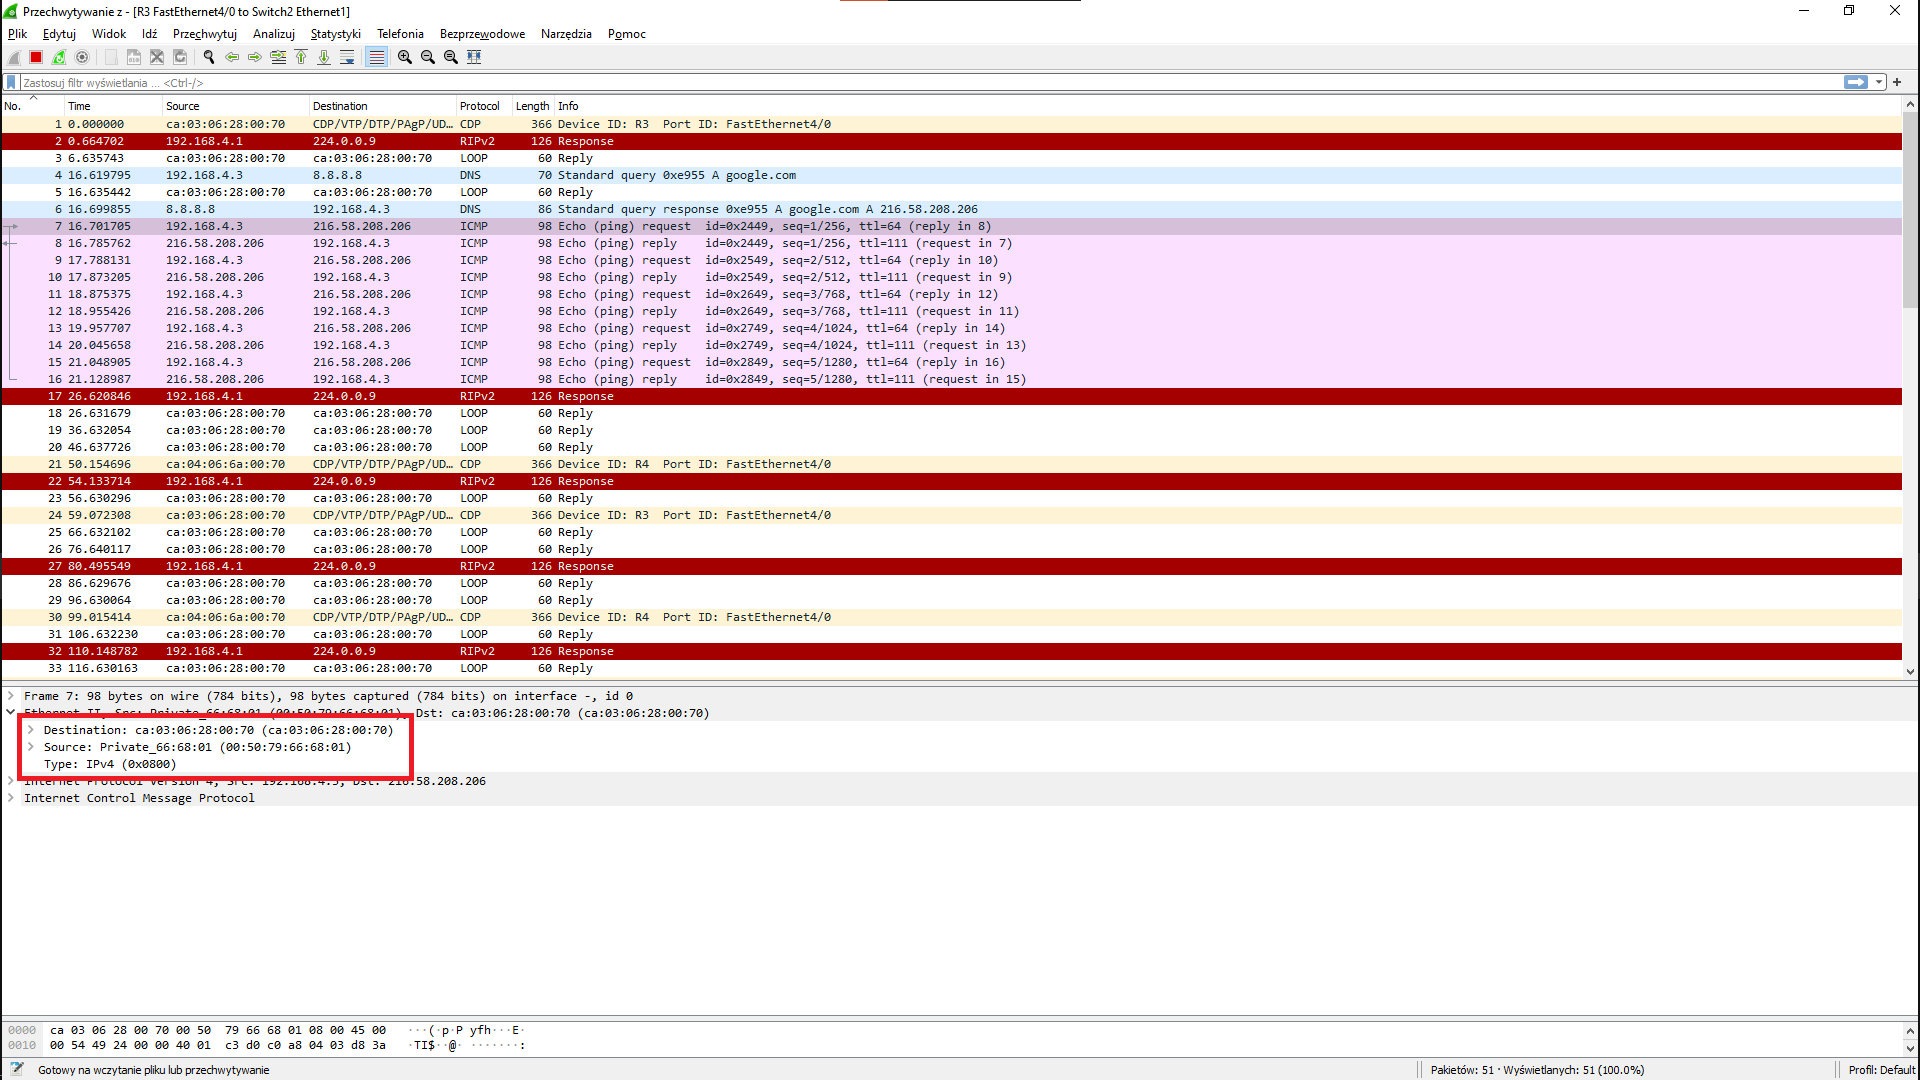 Przechwytywanie z - [R3 FastEthernet4/0 to Switch2 Ethernet1]
Plik Edytuj Widok Idź Przechwytuj Analizuj Statystyki Telefonia Bezprzewodowe Narzędzia Pomoc
Zastosuj filtr wyświetlania ... <Ctrl-/>
No. Time Source Destination Protocol Length Info
1 0.000000 ca:03:06:28:00:70 CDP/VTP/DTP/PAgP/UD… CDP 366 Device ID: R3 Port ID: FastEthernet4/0
2 0.664702 192.168.4.1 224.0.0.9 RIPv2 126 Response
3 6.635743 ca:03:06:28:00:70 ca:03:06:28:00:70 LOOP 60 Reply
4 16.619795 192.168.4.3 8.8.8.8 DNS 70 Standard query 0xe955 A google.com
5 16.635442 ca:03:06:28:00:70 ca:03:06:28:00:70 LOOP 60 Reply
6 16.699855 8.8.8.8 192.168.4.3 DNS 86 Standard query response 0xe955 A google.com A 216.58.208.206
7 16.701705 192.168.4.3 216.58.208.206 ICMP 98 Echo (ping) request id=0x2449, seq=1/256, ttl=64 (reply in 8)
8 16.785762 216.58.208.206 192.168.4.3 ICMP 98 Echo (ping) reply id=0x2449, seq=1/256, ttl=111 (request in 7)
9 17.788131 192.168.4.3 216.58.208.206 ICMP 98 Echo (ping) request id=0x2549, seq=2/512, ttl=64 (reply in 10)
10 17.873205 216.58.208.206 192.168.4.3 ICMP 98 Echo (ping) reply id=0x2549, seq=2/512, ttl=111 (request in 9)
11 18.875375 192.168.4.3 216.58.208.206 ICMP 98 Echo (ping) request id=0x2649, seq=3/768, ttl=64 (reply in 12)
12 18.955426 216.58.208.206 192.168.4.3 ICMP 98 Echo (ping) reply id=0x2649, seq=3/768, ttl=111 (request in 11)
13 19.957707 192.168.4.3 216.58.208.206 ICMP 98 Echo (ping) request id=0x2749, seq=4/1024, ttl=64 (reply in 14)
14 20.045658 216.58.208.206 192.168.4.3 ICMP 98 Echo (ping) reply id=0x2749, seq=4/1024, ttl=111 (request in 13)
15 21.048905 192.168.4.3 216.58.208.206 ICMP 98 Echo (ping) request id=0x2849, seq=5/1280, ttl=64 (reply in 16)
16 21.128987 216.58.208.206 192.168.4.3 ICMP 98 Echo (ping) reply id=0x2849, seq=5/1280, ttl=111 (request in 15)
17 26.620846 192.168.4.1 224.0.0.9 RIPv2 126 Response
18 26.631679 ca:03:06:28:00:70 ca:03:06:28:00:70 LOOP 60 Reply
19 36.632054 ca:03:06:28:00:70 ca:03:06:28:00:70 LOOP 60 Reply
20 46.637726 ca:03:06:28:00:70 ca:03:06:28:00:70 LOOP 60 Reply
21 50.154696 ca:04:06:6a:00:70 CDP/VTP/DTP/PAgP/UD… CDP 366 Device ID: R4 Port ID: FastEthernet4/0
22 54.133714 192.168.4.1 224.0.0.9 RIPv2 126 Response
23 56.630296 ca:03:06:28:00:70 ca:03:06:28:00:70 LOOP 60 Reply
24 59.072308 ca:03:06:28:00:70 CDP/VTP/DTP/PAgP/UD… CDP 366 Device ID: R3 Port ID: FastEthernet4/0
25 66.632102 ca:03:06:28:00:70 ca:03:06:28:00:70 LOOP 60 Reply
26 76.640117 ca:03:06:28:00:70 ca:03:06:28:00:70 LOOP 60 Reply
27 80.495549 192.168.4.1 224.0.0.9 RIPv2 126 Response
28 86.629676 ca:03:06:28:00:70 ca:03:06:28:00:70 LOOP 60 Reply
29 96.630064 ca:03:06:28:00:70 ca:03:06:28:00:70 LOOP 60 Reply
30 99.015414 ca:04:06:6a:00:70 CDP/VTP/DTP/PAgP/UD… CDP 366 Device ID: R4 Port ID: FastEthernet4/0
31 106.632230 ca:03:06:28:00:70 ca:03:06:28:00:70 LOOP 60 Reply
32 110.148782 192.168.4.1 224.0.0.9 RIPv2 126 Response
33 116.630163 ca:03:06:28:00:70 ca:03:06:28:00:70 LOOP 60 Reply
Frame 7: 98 bytes on wire (784 bits), 98 bytes captured (784 bits) on interface -, id 0
Ethernet II, Src: Private_66:68:01 (00:50:79:66:68:01), Dst: ca:03:06:28:00:70 (ca:03:06:28:00:70)
Destination: ca:03:06:28:00:70 (ca:03:06:28:00:70)
Source: Private_66:68:01 (00:50:79:66:68:01)
Type: IPv4 (0x0800)
Internet Protocol Version 4, Src: 192.168.4.3, Dst: 216.58.208.206
Internet Control Message Protocol
0000 ca 03 06 28 00 70 00 50 79 66 68 01 08 00 45 00 ···(·p·P yfh···E·
0010 00 54 49 24 00 00 40 01 c3 d0 c0 a8 04 03 d8 3a ·TI$··@· ·······:
Gotowy na wczytanie pliku lub przechwytywanie
Pakietów: 51 · Wyświetlanych: 51 (100.0%)
Profil: Default